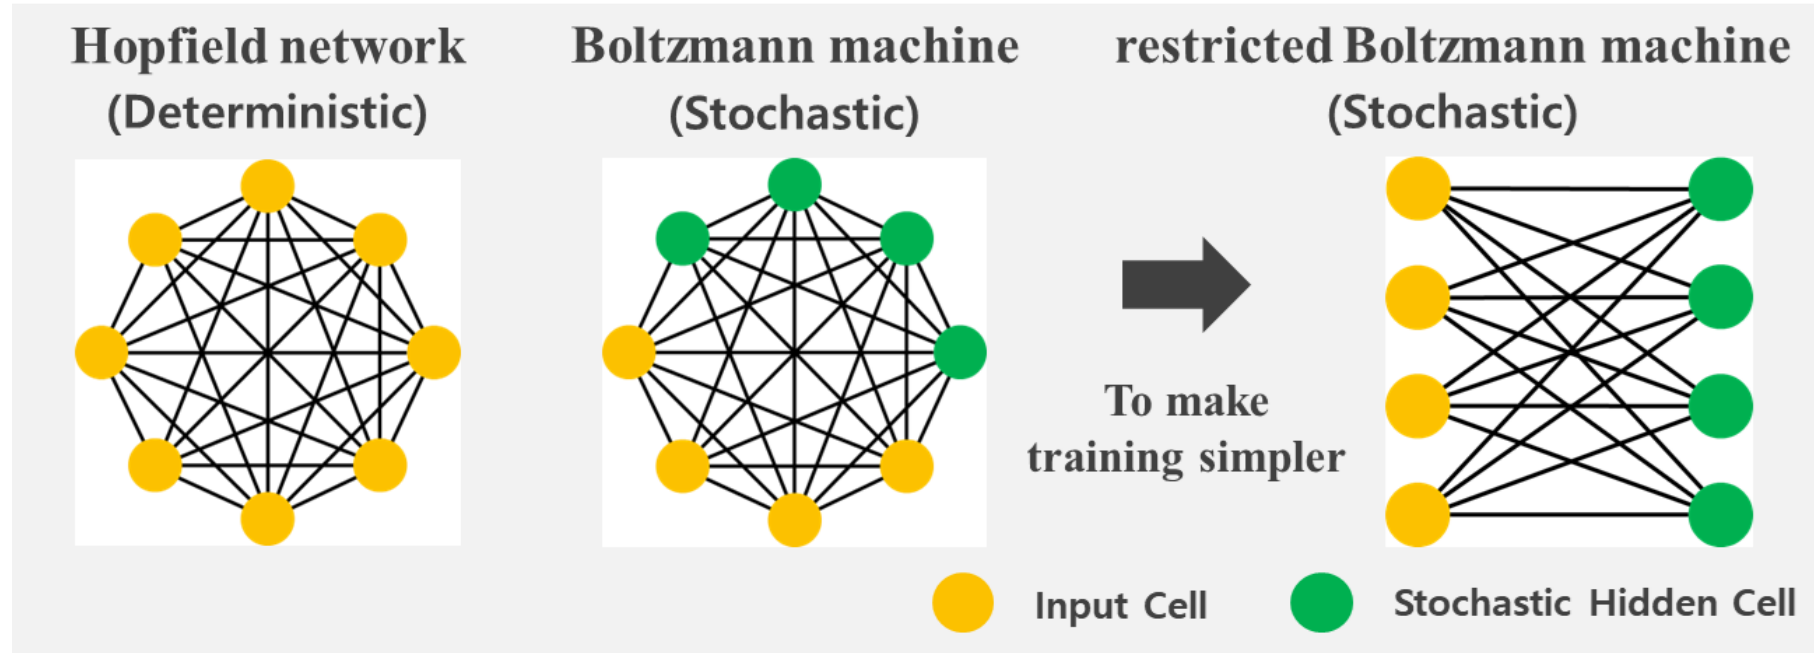 Hopfield network
(Deterministic)
Boltzmann machine
(Stochastic)
restricted Boltzmann machine
(Stochastic)
To make
training simpler
Input Cell
Stochastic Hidden Cell